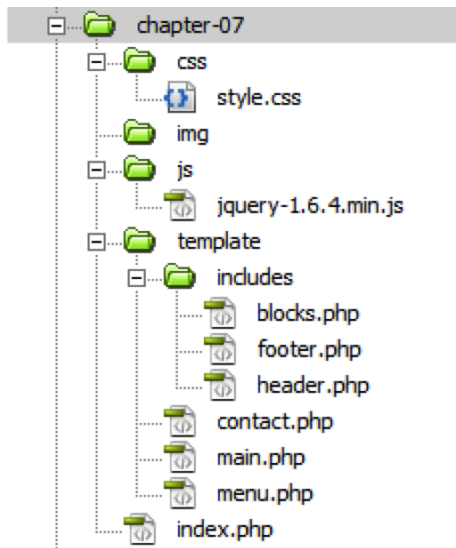 chapter-07
css
style.css
img
js
jquery-1.6.4.min.js
template
includes
blocks.php
footer.php
header.php
contact.php
main.php
menu.php
index.php